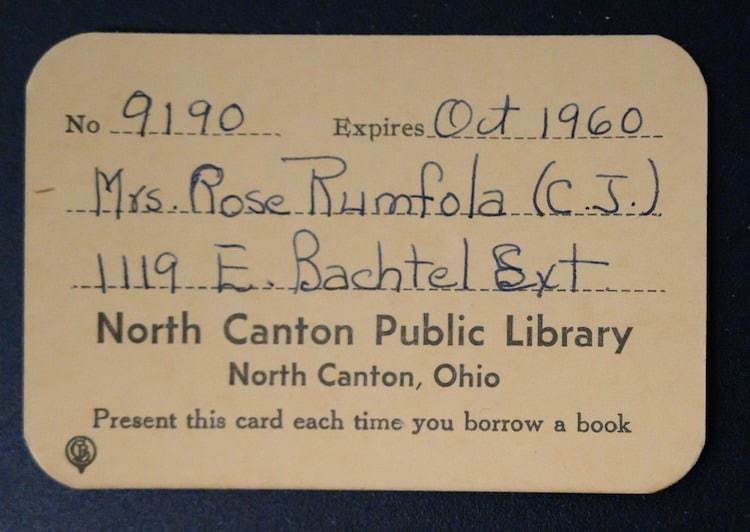 No 9190 Expires Oct 1960
Mrs. Rose Rumfola (C.J.)
1119 E. Bachtel Ext
North Canton Public Library
North Canton, Ohio
Present this card each time you borrow a book